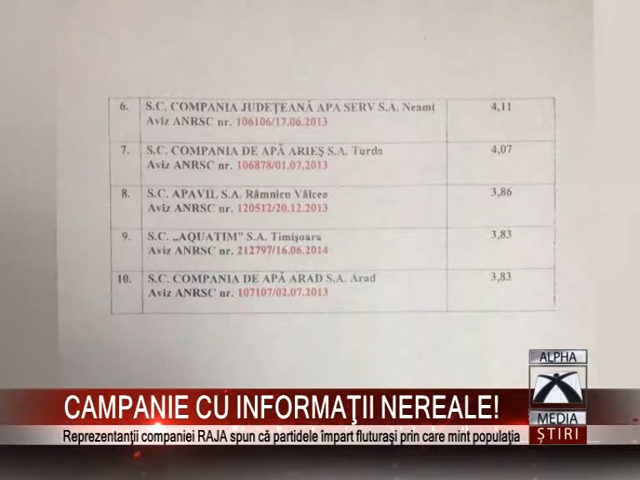 6. S.C. COMPANIA JUDEŢEANĂ APA SERV S.A. Neamt 4,11
Aviz ANRSC nr. 106106/17.06.2013
7. S.C. COMPANIA DE APĂ ARIEŞ S.A. Turda 4,07
Aviz ANRSC nr. 106878/01.07.2013
8. S.C. APAVIL S.A. Râmnicu Vâlcea 3,86
Aviz ANRSC nr. 120512/20.12.2013
9. S.C. „AQUATIM” S.A. Timişoara 3,83
Aviz ANRSC nr. 212797/16.06.2014
10. S.C. COMPANIA DE APĂ ARAD S.A. Arad 3,83
Aviz ANRSC nr. 107107/02.07.2013
ALPHA
MEDIA
ŞTIRI
CAMPANIE CU INFORMAŢII NEREALE!
Reprezentanţii companiei RAJA spun că partidele împart fluturaşi prin care mint populaţia